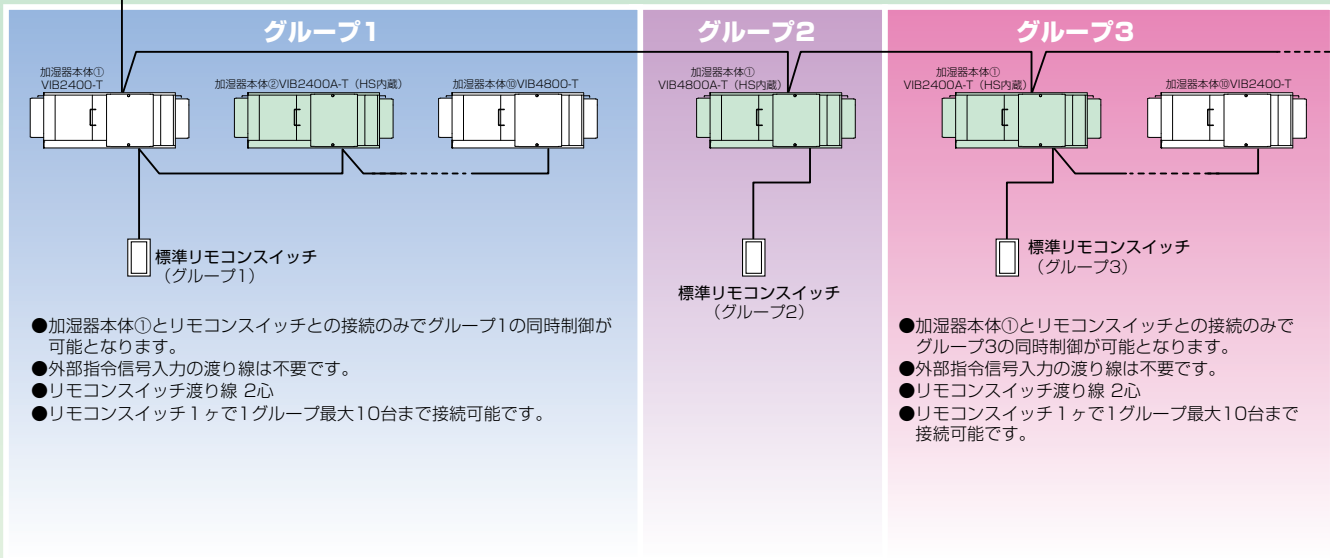 グループ1
加湿器本体①
VIB2400-T
加湿器本体②VIB2400A-T（HS内蔵）
加湿器本体⑩VIB4800-T
標準リモコンスイッチ
（グループ1）
●加湿器本体①とリモコンスイッチとの接続のみでグループ1の同時制御が
可能となります。
●外部指令信号入力の渡り線は不要です。
●リモコンスイッチ渡り線 2心
●リモコンスイッチ1ヶで1グループ最大10台まで接続可能です。
グループ2
加湿器本体①
VIB4800A-T（HS内蔵）
標準リモコンスイッチ
（グループ2）
グループ3
加湿器本体①
VIB2400A-T（HS内蔵）
加湿器本体⑩VIB2400-T
標準リモコンスイッチ
（グループ3）
●加湿器本体①とリモコンスイッチとの接続のみで
グループ3の同時制御が可能となります。
●外部指令信号入力の渡り線は不要です。
●リモコンスイッチ渡り線 2心
●リモコンスイッチ1ヶで1グループ最大10台まで
接続可能です。